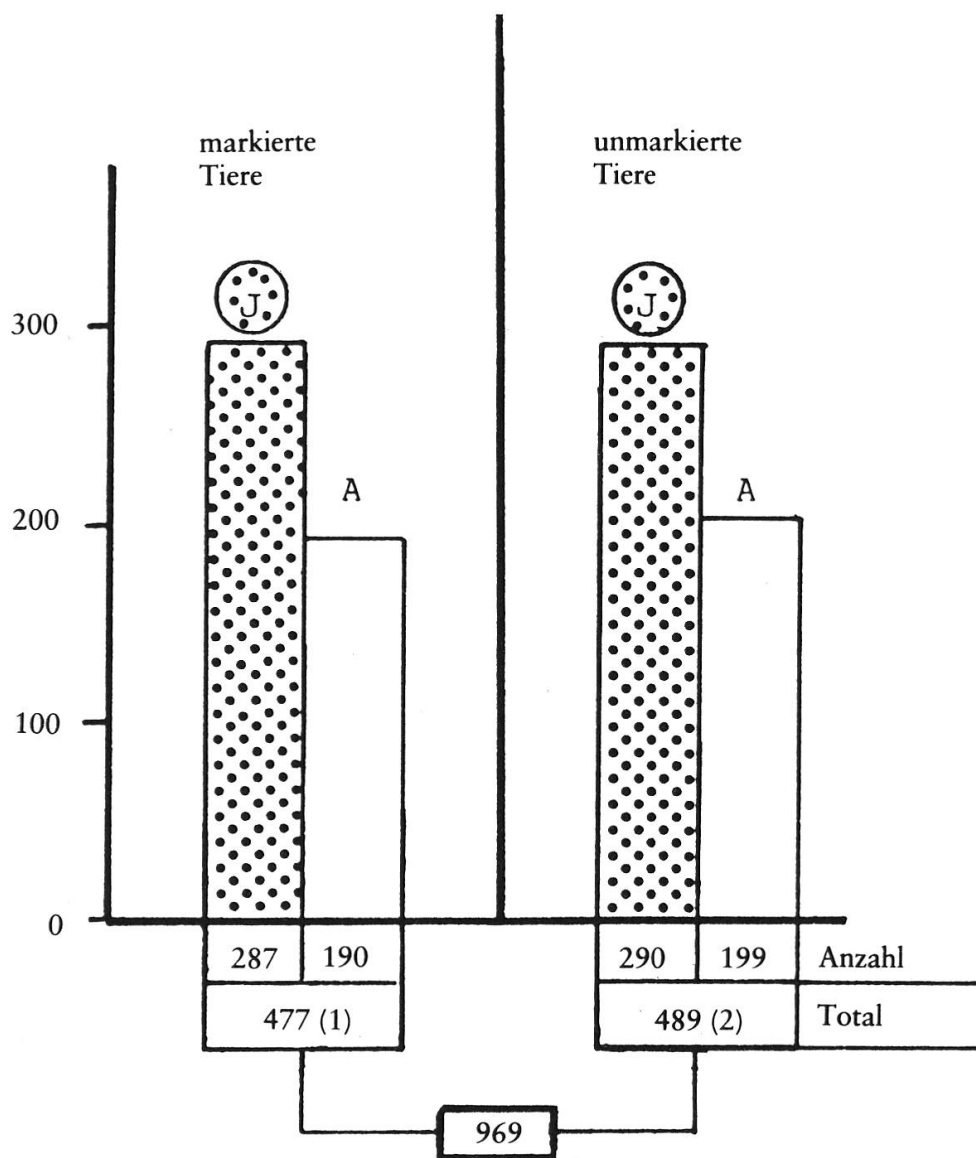 markierte
Tiere
unmarkierte
Tiere
J
J
300
A
A
200
100
0
287 190 290 199 Anzahl
477 (1) 489 (2) Total
969